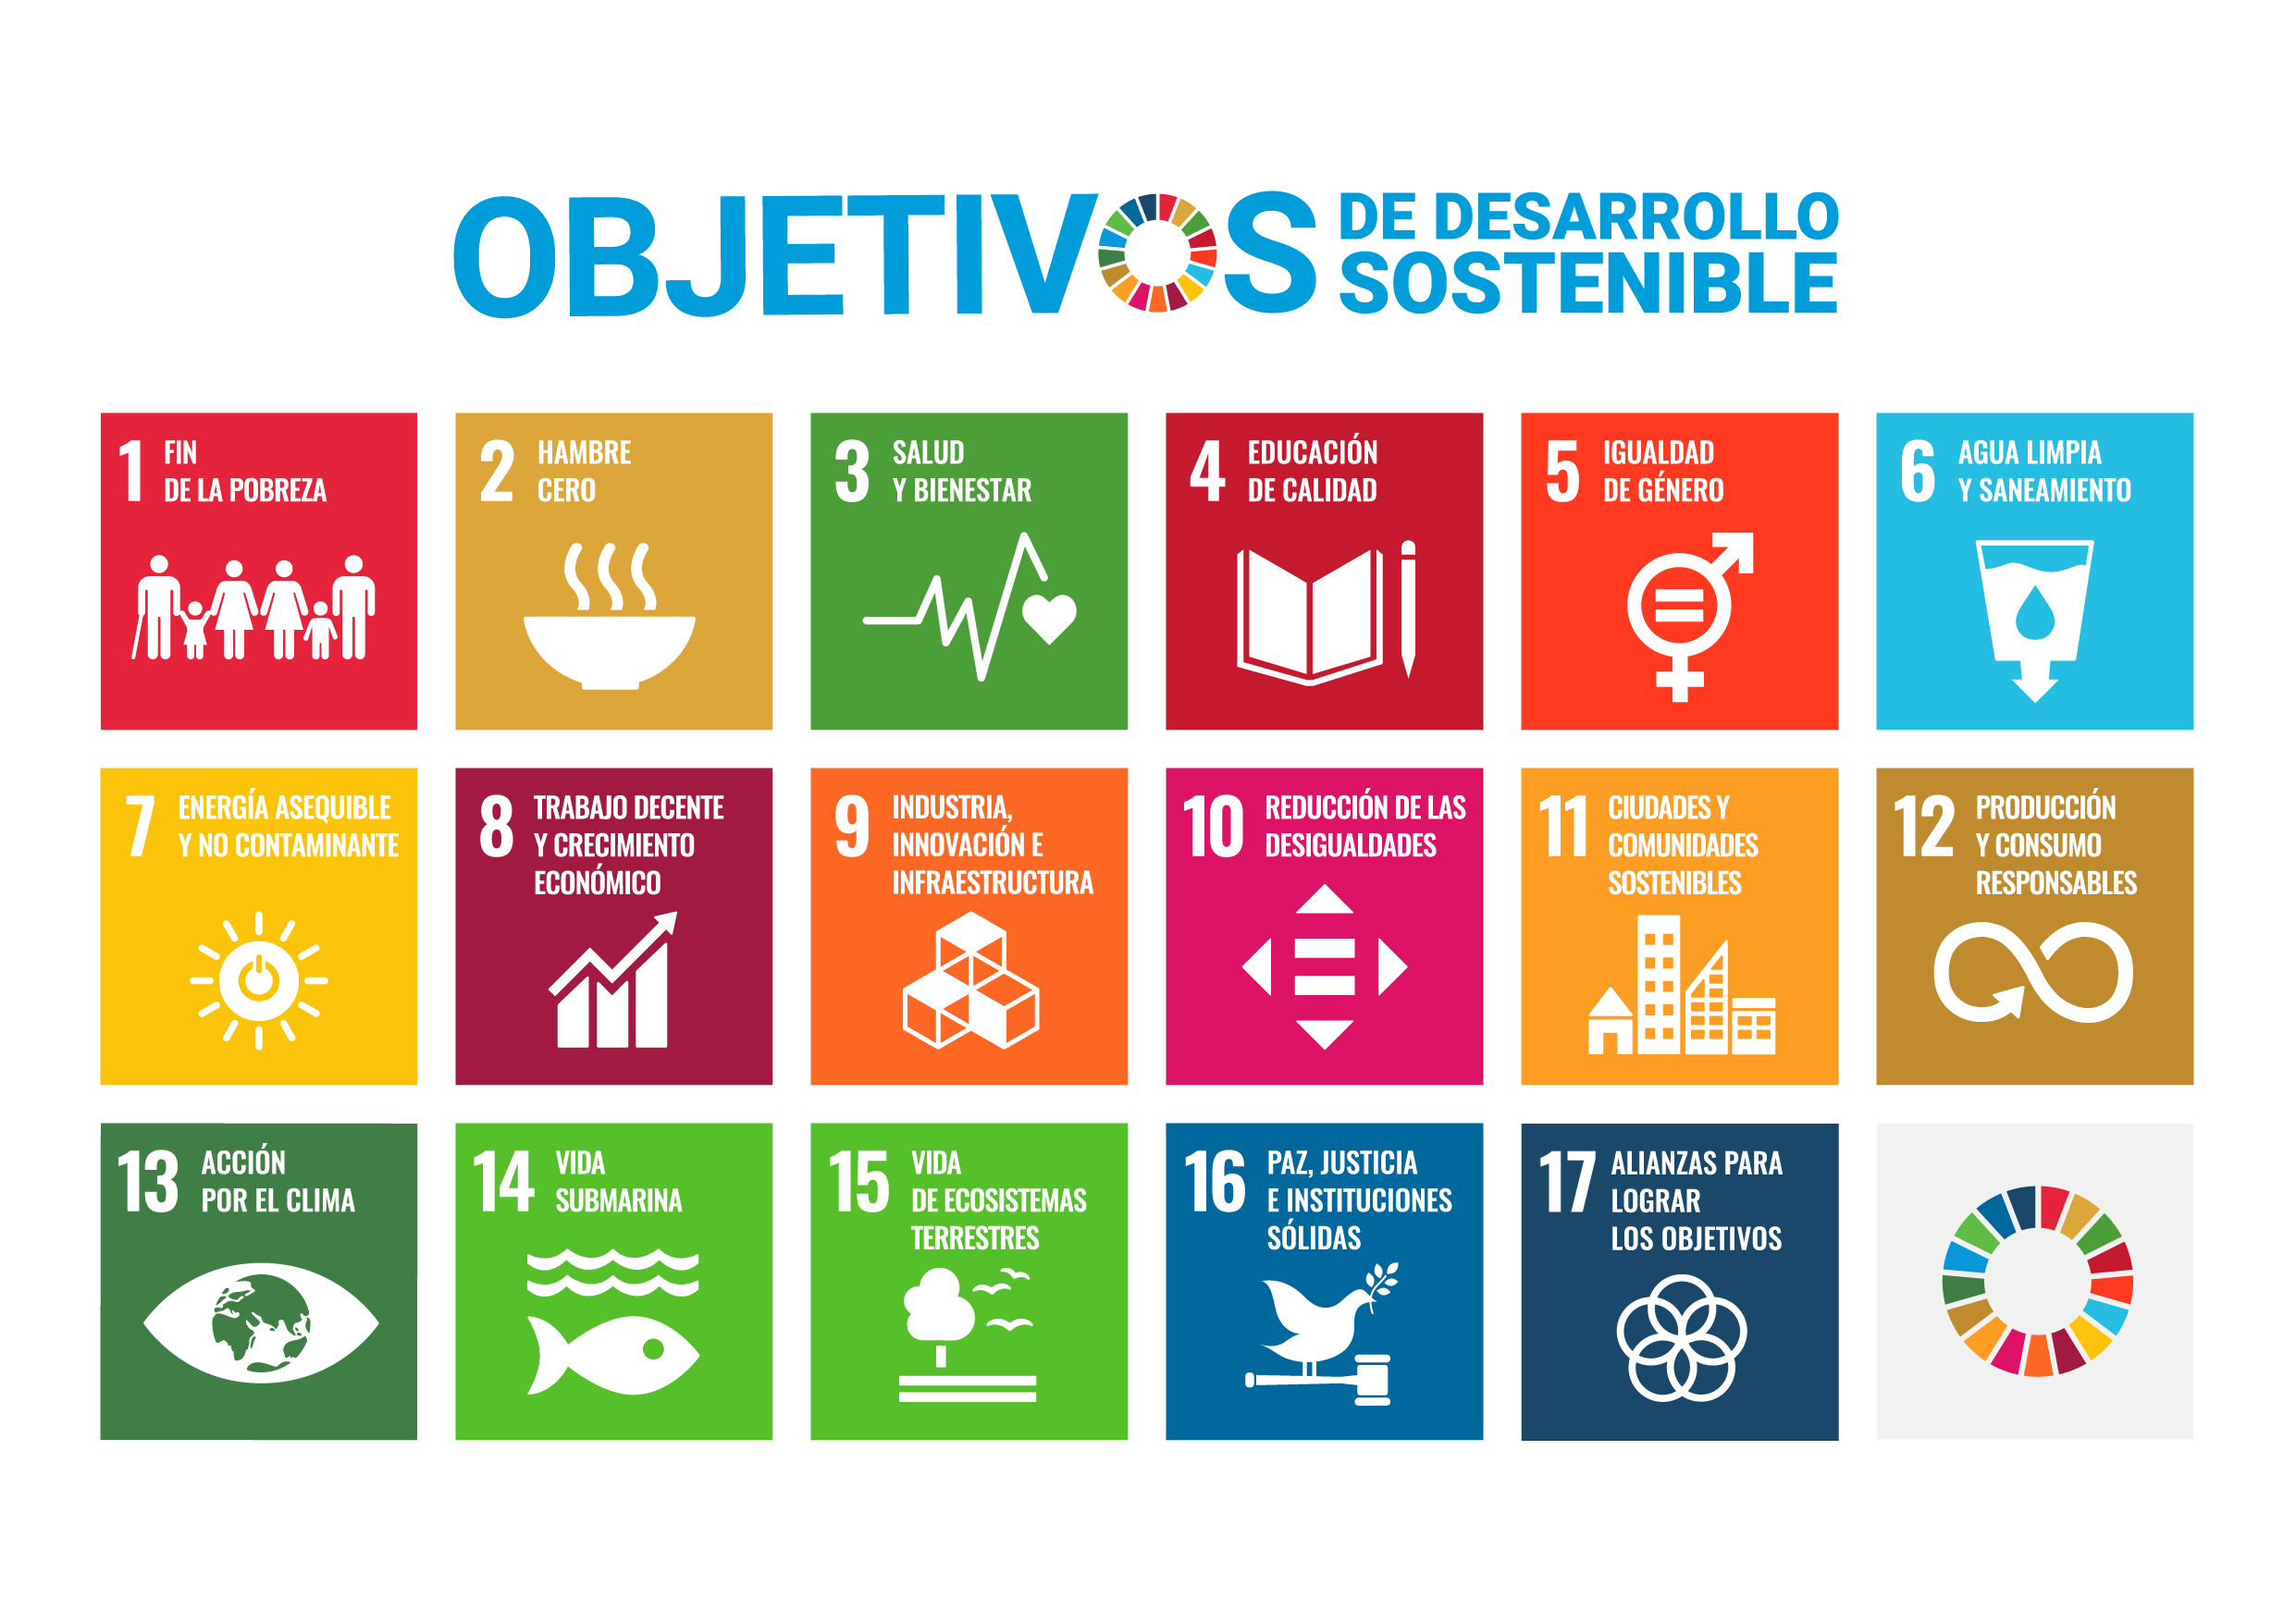 OBJETIVOS DE DESARROLLO
SOSTENIBLE
1 FIN
DE LA POBREZA
2 HAMBRE
CERO
3 SALUD
Y BIENESTAR
4 EDUCACIÓN
DE CALIDAD
5 IGUALDAD
DE GÉNERO
6 AGUA LIMPIA
Y SANEAMIENTO
7 ENERGÍA ASEQUIBLE
Y NO CONTAMINANTE
8 TRABAJO DECENTE
Y CRECIMIENTO
ECONÓMICO
9 INDUSTRIA,
INNOVACIÓN E
INFRAESTRUCTURA
10 REDUCCIÓN DE LAS
DESIGUALDADES
11 CIUDADES Y
COMUNIDADES
SOSTENIBLES
12 PRODUCCIÓN
Y CONSUMO
RESPONSABLES
13 ACCIÓN
POR EL CLIMA
14 VIDA
SUBMARINA
15 VIDA
DE ECOSISTEMAS
TERRESTRES
16 PAZ, JUSTICIA
E INSTITUCIONES
SÓLIDAS
17 ALIANZAS PARA
LOGRAR
LOS OBJETIVOS